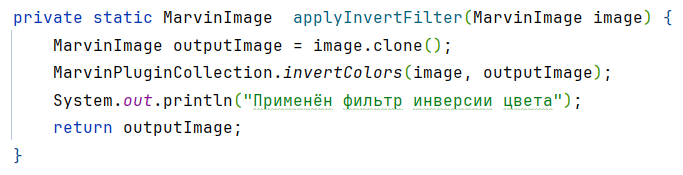 private static MarvinImage  applyInvertFilter(MarvinImage image) {
    MarvinImage outputImage = image.clone();
    MarvinPluginCollection.invertColors(image, outputImage);
    System.out.println("Применён фильтр инверсии цвета");
    return outputImage;
}